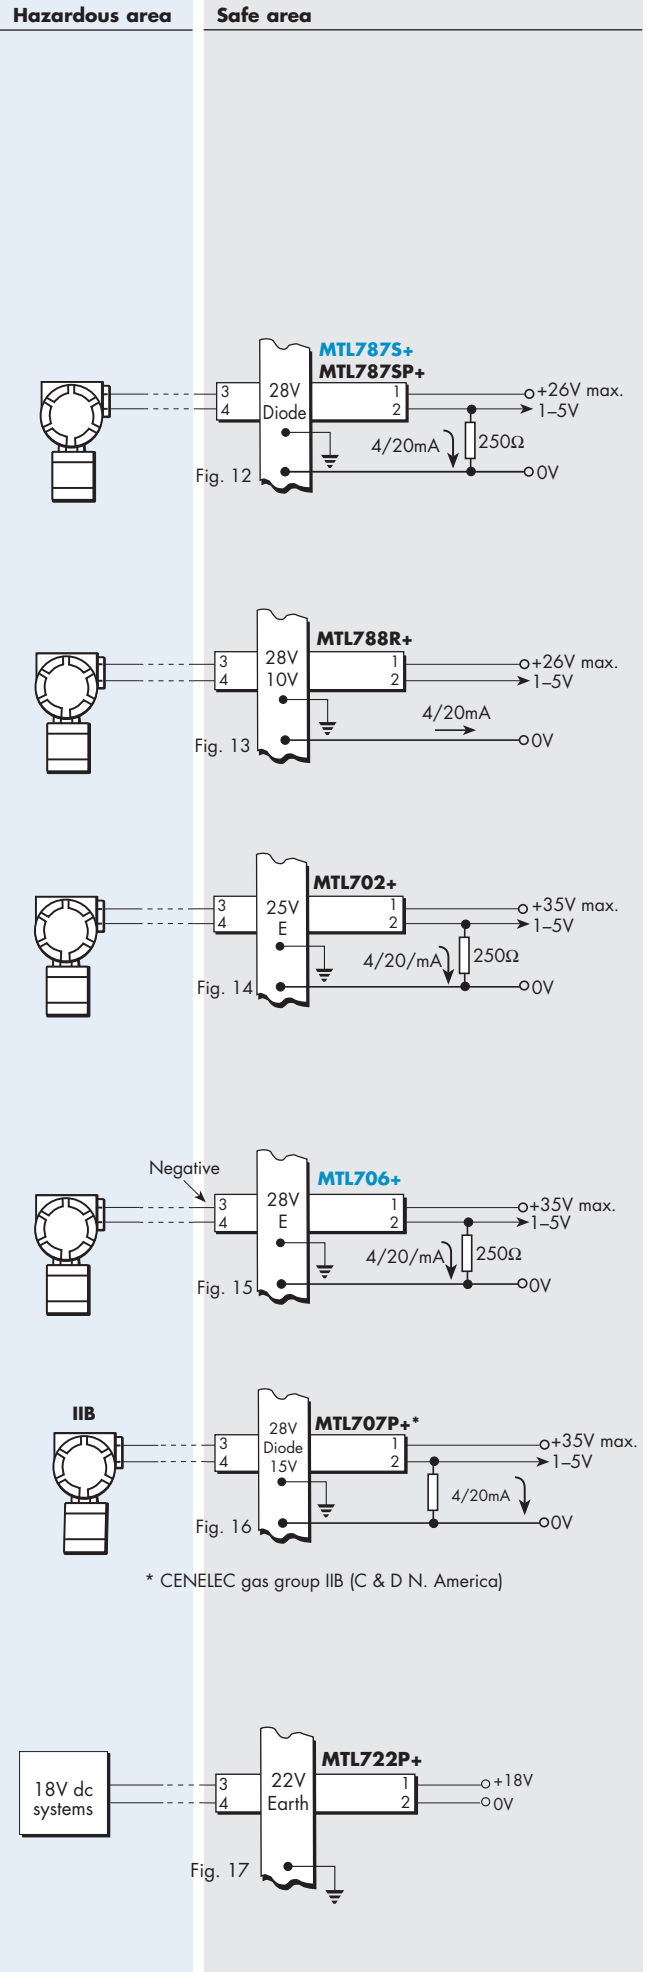 Hazardous area
Safe area
MTL787S+
MTL787SP+
3
4
28V
Diode
1
2
+26V max.
1–5V
4/20mA
250Ω
0V
Fig. 12
MTL788R+
3
4
28V
10V
1
2
+26V max.
1–5V
4/20mA
0V
Fig. 13
MTL702+
3
4
25V
E
1
2
+35V max.
1–5V
4/20/mA
250Ω
0V
Fig. 14
Negative
MTL706+
3
4
28V
E
1
2
+35V max.
1–5V
4/20/mA
250Ω
0V
Fig. 15
IIB
MTL707P+*
3
4
28V
Diode
15V
1
2
+35V max.
1–5V
4/20mA
0V
Fig. 16
* CENELEC gas group IIB (C & D N. America)
MTL722P+
18V dc
systems
3
4
22V
Earth
1
2
+18V
0V
Fig. 17